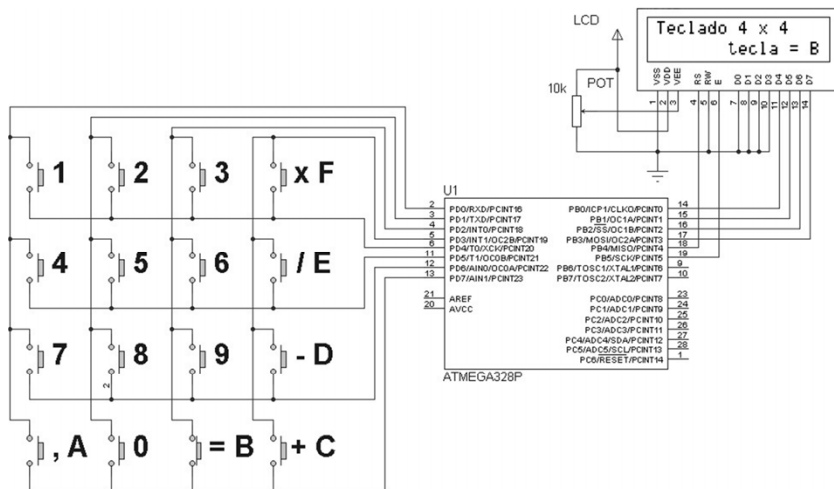 LCD
Teclado 4 x 4
tecla = B
VSS
VDD
VEE
RS
RW
E
D0
D1
D2
D3
D4
D5
D6
D7
10k
POT
1
2
3
4
5
6
7
8
9
10
11
12
13
14
1 2 3 x F
4 5 6 / E
7 8 9 - D
2
, A 0 = B + C
U1
2 PD0/RXD/PCINT16 PB0/ICP1/CLKO/PCINT0 14
3 PD1/TXD/PCINT17 PB1/OC1A/PCINT1 15
4 PD2/INT0/PCINT18 PB2/SS/OC1B/PCINT2 16
5 PD3/INT1/OC2B/PCINT19 PB3/MOSI/OC2A/PCINT3 17
6 PD4/T0/XCK/PCINT20 PB4/MISO/PCINT4 18
11 PD5/T1/OC0B/PCINT21 PB5/SCK/PCINT5 19
12 PD6/AIN0/OC0A/PCINT22 PB6/TOSC1/XTAL1/PCINT6 9
13 PD7/AIN1/PCINT23 PB7/TOSC2/XTAL2/PCINT7 10
21 AREF PC0/ADC0/PCINT8 23
20 AVCC PC1/ADC1/PCINT9 24
PC2/ADC2/PCINT10 25
PC3/ADC3/PCINT11 26
PC4/ADC4/SDA/PCINT12 27
PC5/ADC5/SCL/PCINT13 28
PC6/RESET/PCINT14 1
ATMEGA328P